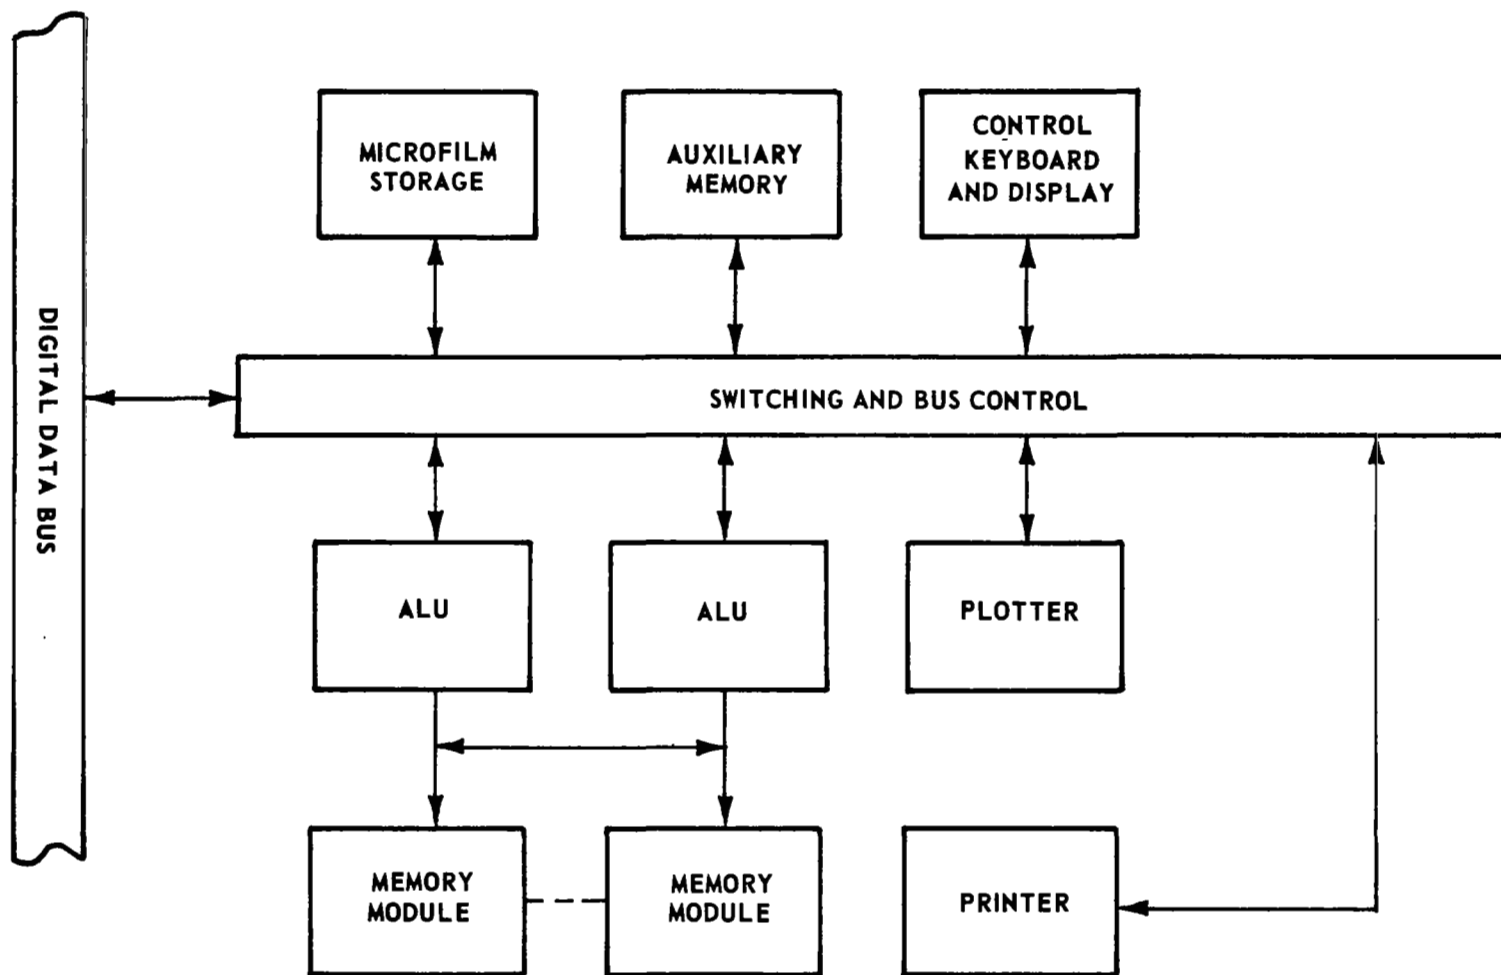 DIGITAL DATA BUS
MICROFILM
STORAGE
AUXILIARY
MEMORY
CONTROL
KEYBOARD
AND DISPLAY
SWITCHING AND BUS CONTROL
ALU
ALU
PLOTTER
MEMORY
MODULE
MEMORY
MODULE
PRINTER